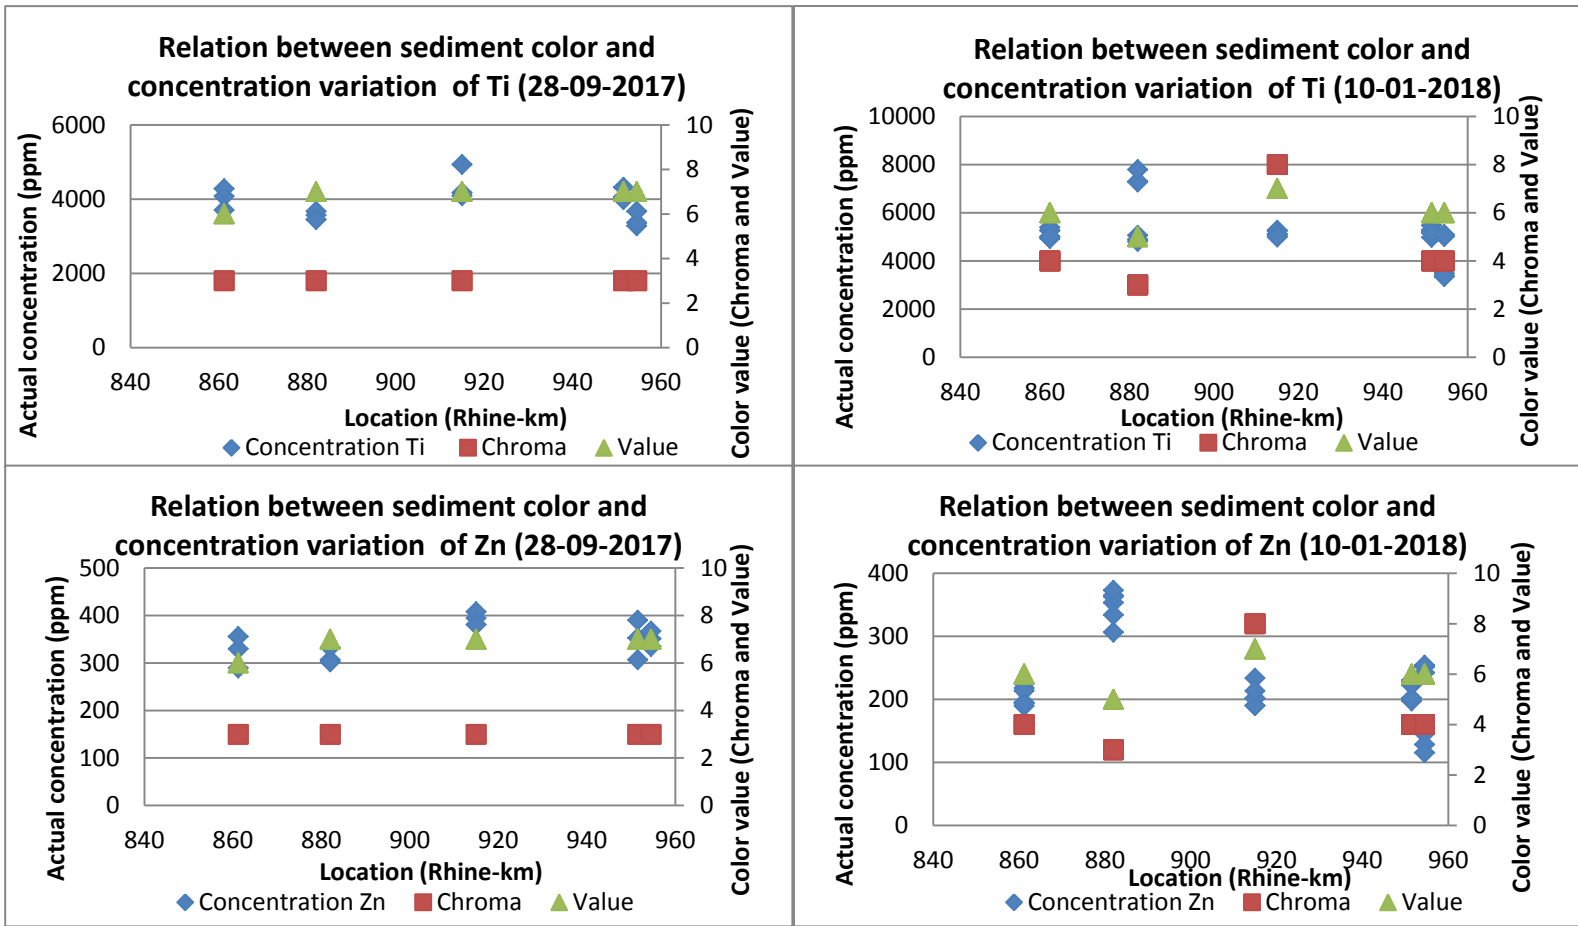 Relation between sediment color and
concentration variation of Ti (28-09-2017)
Actual concentration (ppm)
6000
4000
2000
0
10
8
6
4
2
0
Color value (Chroma and Value)
840 860 880 900 920 940 960
Location (Rhine-km)
Concentration Ti Chroma Value
Relation between sediment color and
concentration variation of Ti (10-01-2018)
Actual concentration (ppm)
10000
8000
6000
4000
2000
0
10
8
6
4
2
0
Color value (Chroma and Value)
840 860 880 900 920 940 960
Location (Rhine-km)
Concentration Ti Chroma Value
Relation between sediment color and
concentration variation of Zn (28-09-2017)
Actual concentration (ppm)
500
400
300
200
100
0
10
8
6
4
2
0
Color value (Chroma and Value)
840 860 880 900 920 940 960
Location (Rhine-km)
Concentration Zn Chroma Value
Relation between sediment color and
concentration variation of Zn (10-01-2018)
Actual concentration (ppm)
400
300
200
100
0
10
8
6
4
2
0
Color value (Chroma and Value)
840 860 880 900 920 940 960
Location (Rhine-km)
Concentration Zn Chroma Value